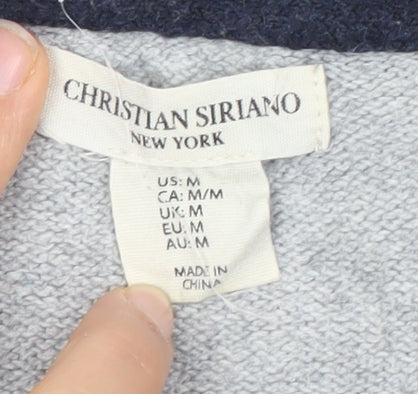 CHRISTIAN SIRIANO
NEW YORK
US: M
CA: M/M
UK: M
EU: M
AU: M
MADE IN
CHINA